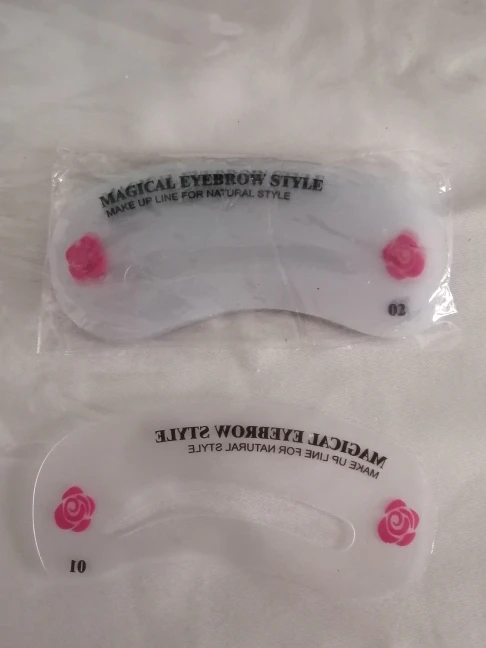 MAGICAL EYEBROW STYLE
MAKE UP LINE FOR NATURAL STYLE
02
MAGICAL EYEBROW STYLE
MAKE UP LINE FOR NATURAL STYLE
01